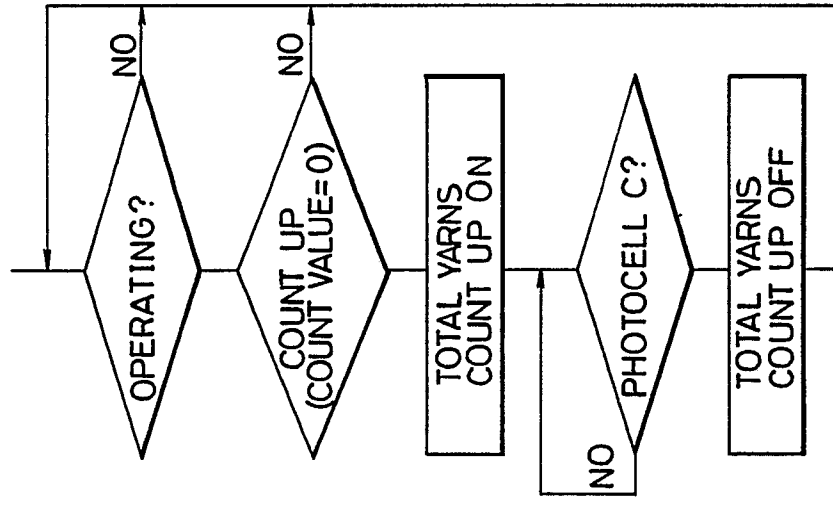 OPERATING?
NO
COUNT UP
(COUNT VALUE=0)
NO
TOTAL YARNS
COUNT UP ON
PHOTOCELL C?
NO
TOTAL YARNS
COUNT UP OFF